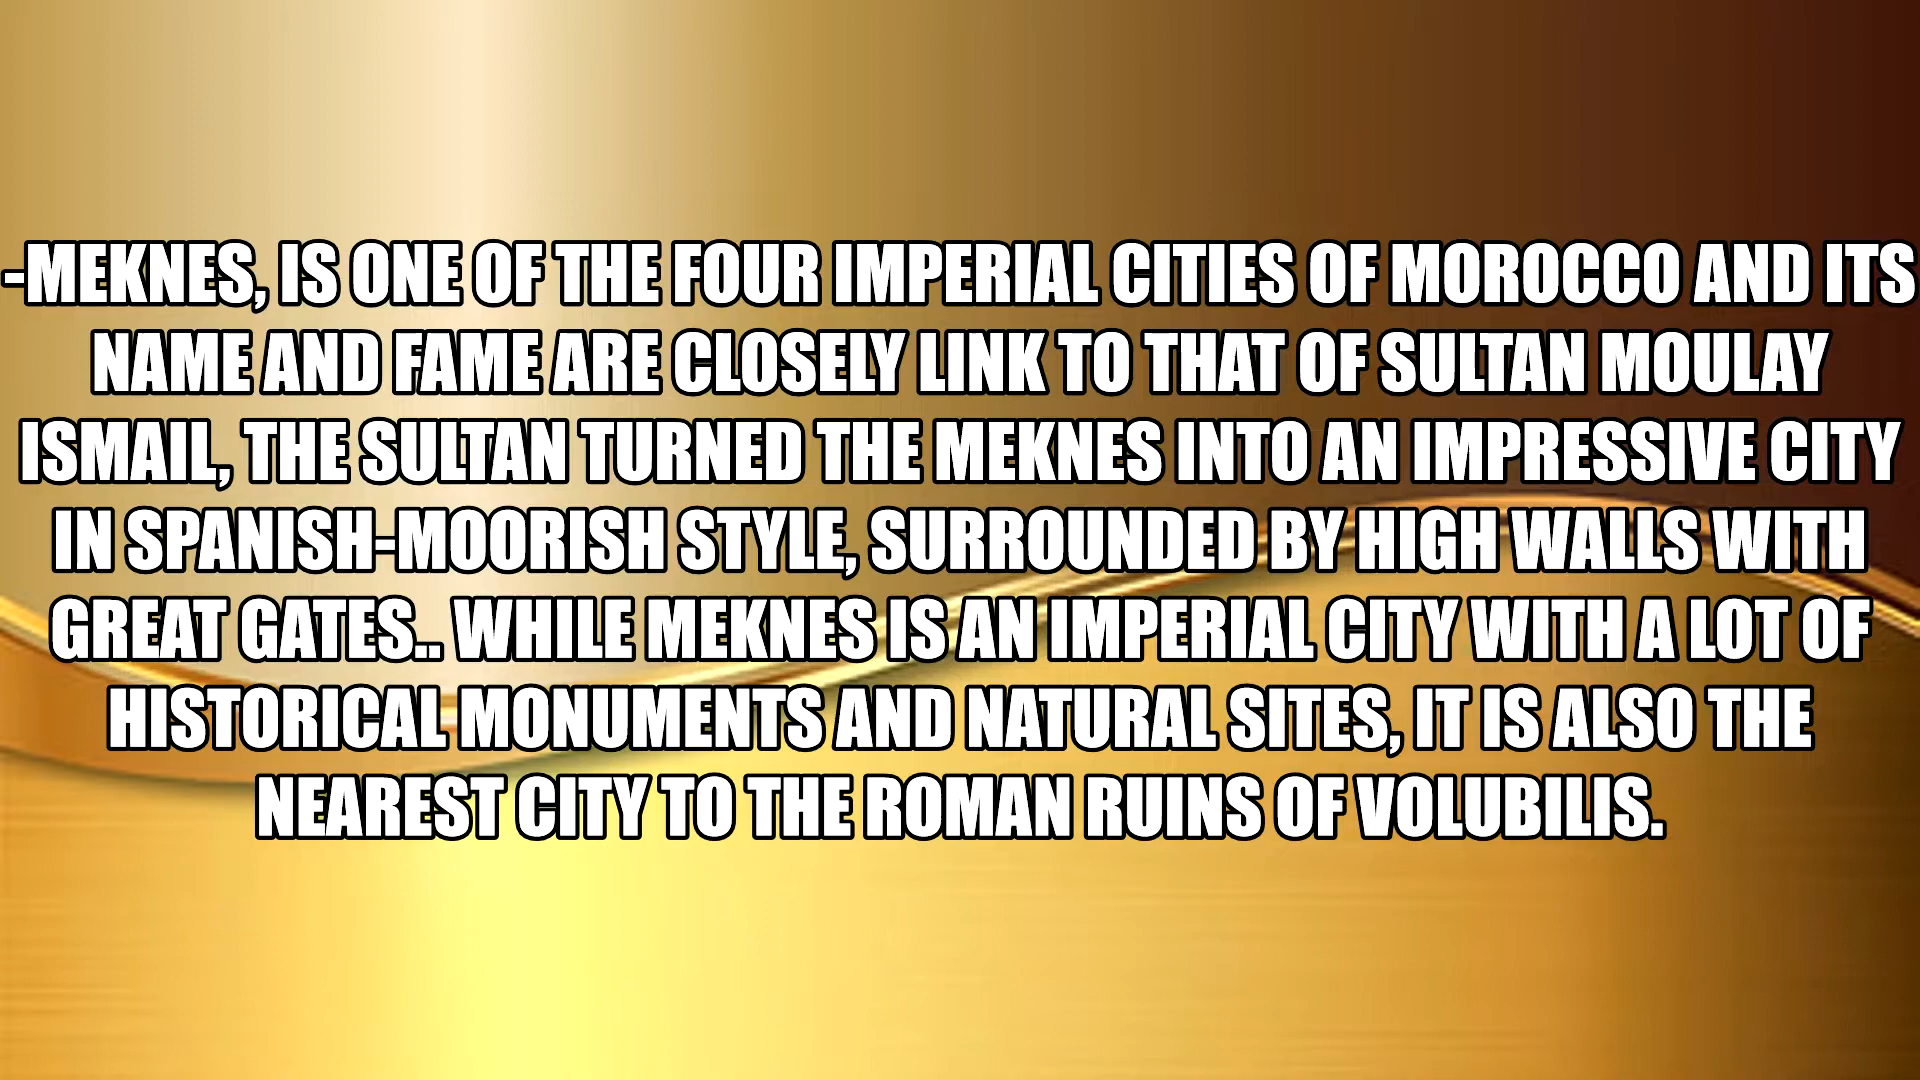 -MEKNES, IS ONE OF THE FOUR IMPERIAL CITIES OF MOROCCO AND ITS
NAME AND FAME ARE CLOSELY LINK TO THAT OF SULTAN MOULAY
ISMAIL, THE SULTAN TURNED THE MEKNES INTO AN IMPRESSIVE CITY
IN SPANISH-MOORISH STYLE, SURROUNDED BY HIGH WALLS WITH
GREAT GATES.. WHILE MEKNES IS AN IMPERIAL CITY WITH A LOT OF
HISTORICAL MONUMENTS AND NATURAL SITES, IT IS ALSO THE
NEAREST CITY TO THE ROMAN RUINS OF VOLUBILIS.